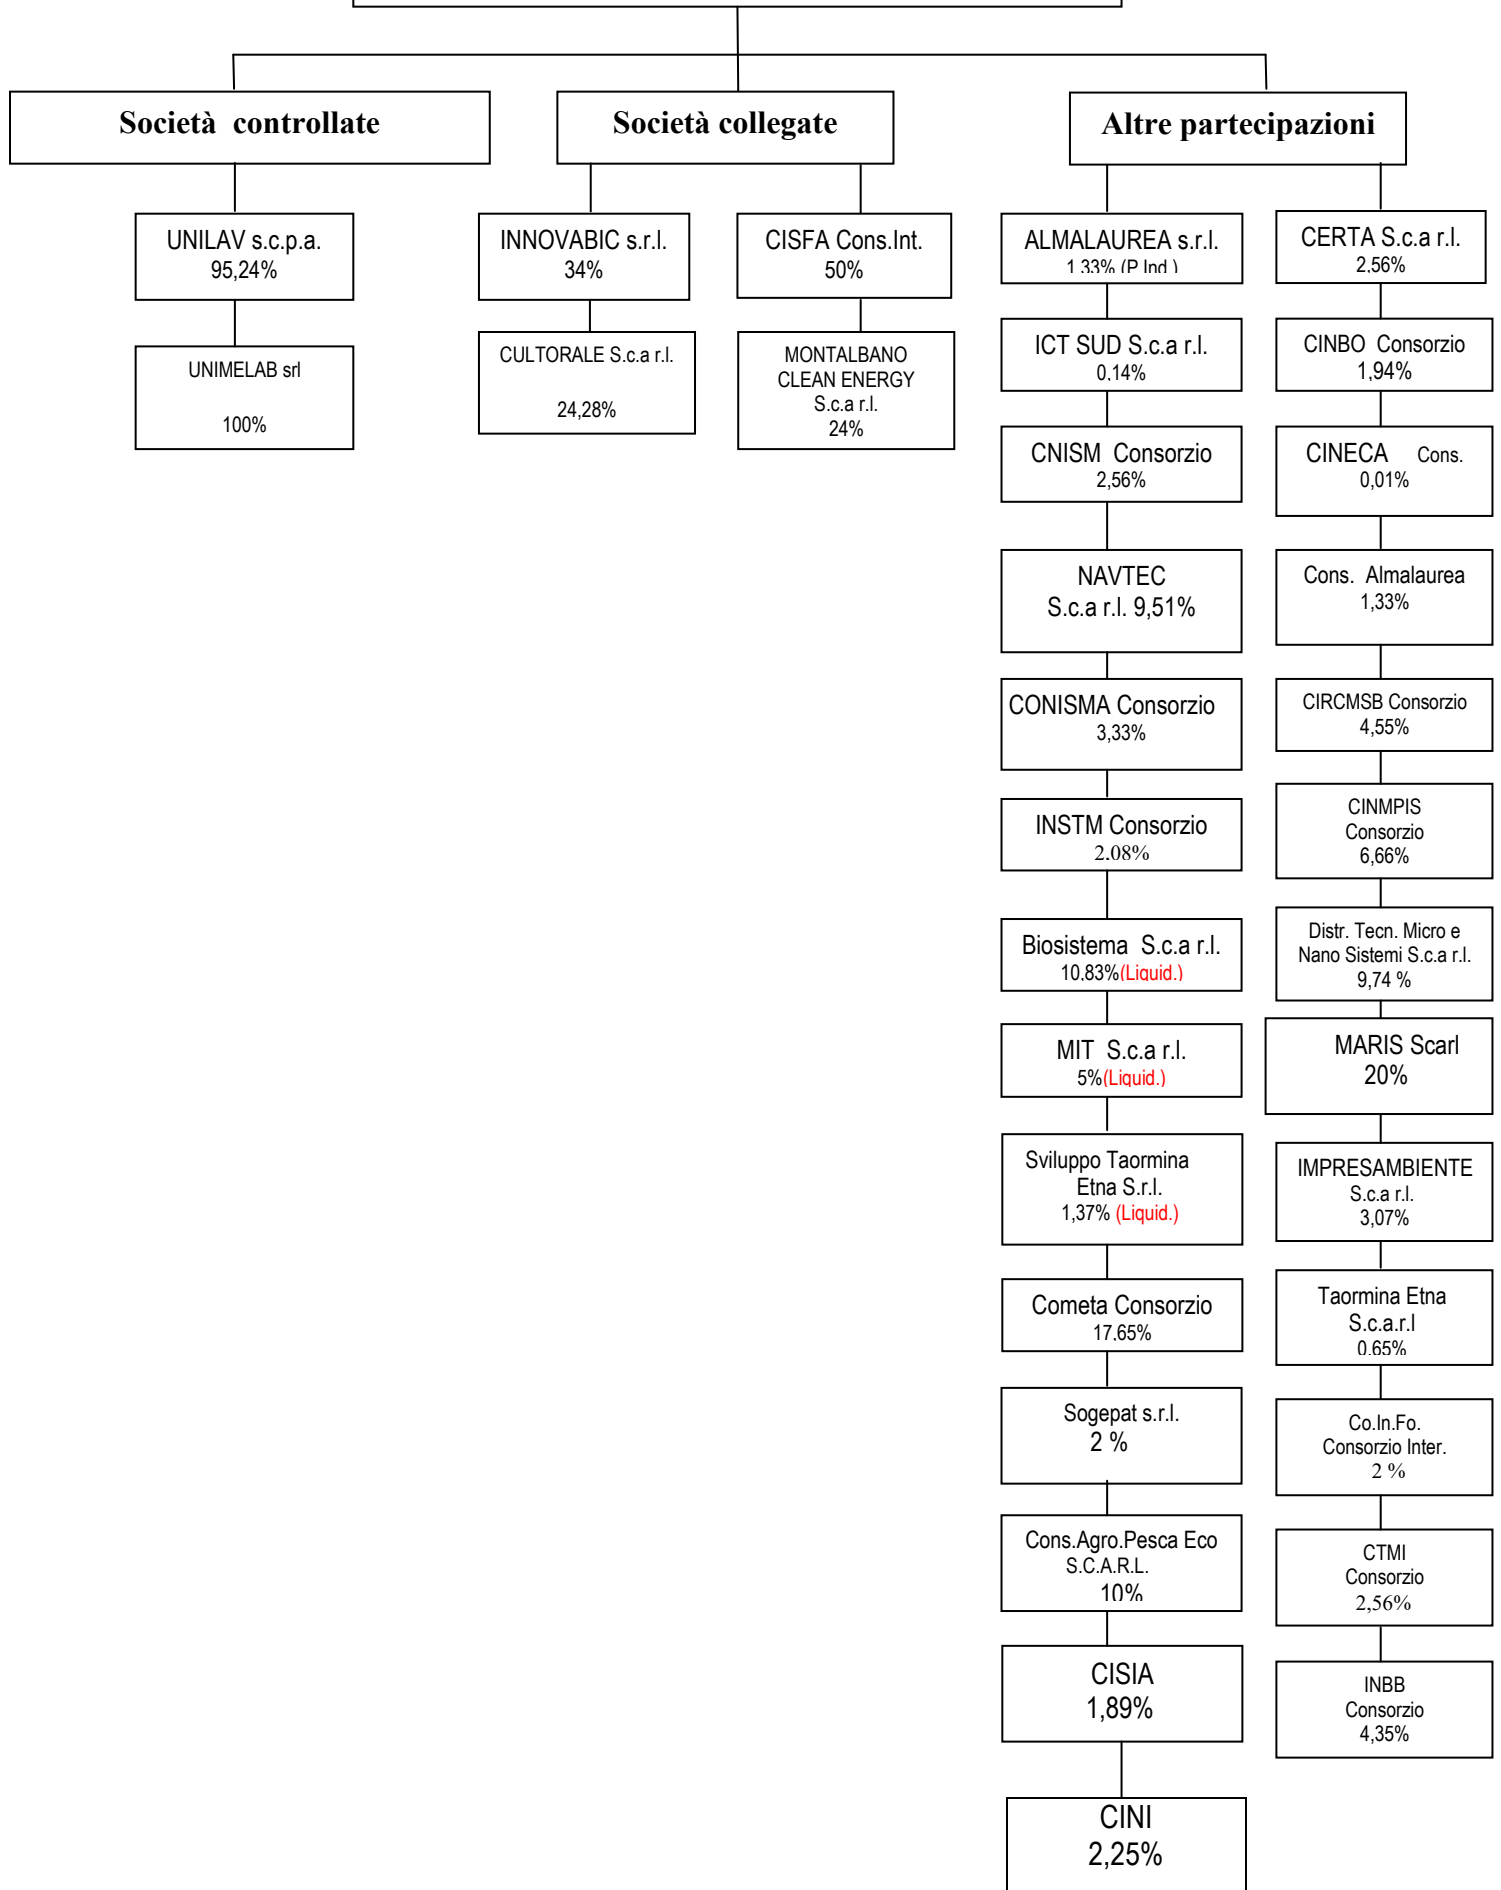 Società controllate
Società collegate
Altre partecipazioni
UNILAV s.c.p.a.
95,24%
UNIMELAB srl
100%
INNOVABIC s.r.l.
34%
CULTORALE S.c.a r.l.
24,28%
CISFA Cons.Int.
50%
MONTALBANO
CLEAN ENERGY
S.c.a r.l.
24%
ALMALAUREA s.r.l.
1,33% (P.Ind.)
ICT SUD S.c.a r.l.
0,14%
CNISM Consorzio
2,56%
NAVTEC
S.c.a r.l. 9,51%
CONISMA Consorzio
3,33%
INSTM Consorzio
2,08%
Biosistema S.c.a r.l.
10,83%(Liquid.)
MIT S.c.a r.l.
5%(Liquid.)
Sviluppo Taormina
Etna S.r.l.
1,37% (Liquid.)
Cometa Consorzio
17,65%
Sogepat s.r.l.
2 %
Cons.Agro.Pesca Eco
S.C.A.R.L.
10%
CISIA
1,89%
CINI
2,25%
CERTA S.c.a r.l.
2,56%
CINBO Consorzio
1,94%
CINECA Cons.
0,01%
Cons. Almalaurea
1,33%
CIRCMSB Consorzio
4,55%
CINMPIS
Consorzio
6,66%
Distr. Tecn. Micro e
Nano Sistemi S.c.a r.l.
9,74 %
MARIS Scarl
20%
IMPRESAMBIENTE
S.c.a r.l.
3,07%
Taormina Etna
S.c.a.r.l
0,65%
Co.In.Fo.
Consorzio Inter.
2 %
CTMI
Consorzio
2,56%
INBB
Consorzio
4,35%